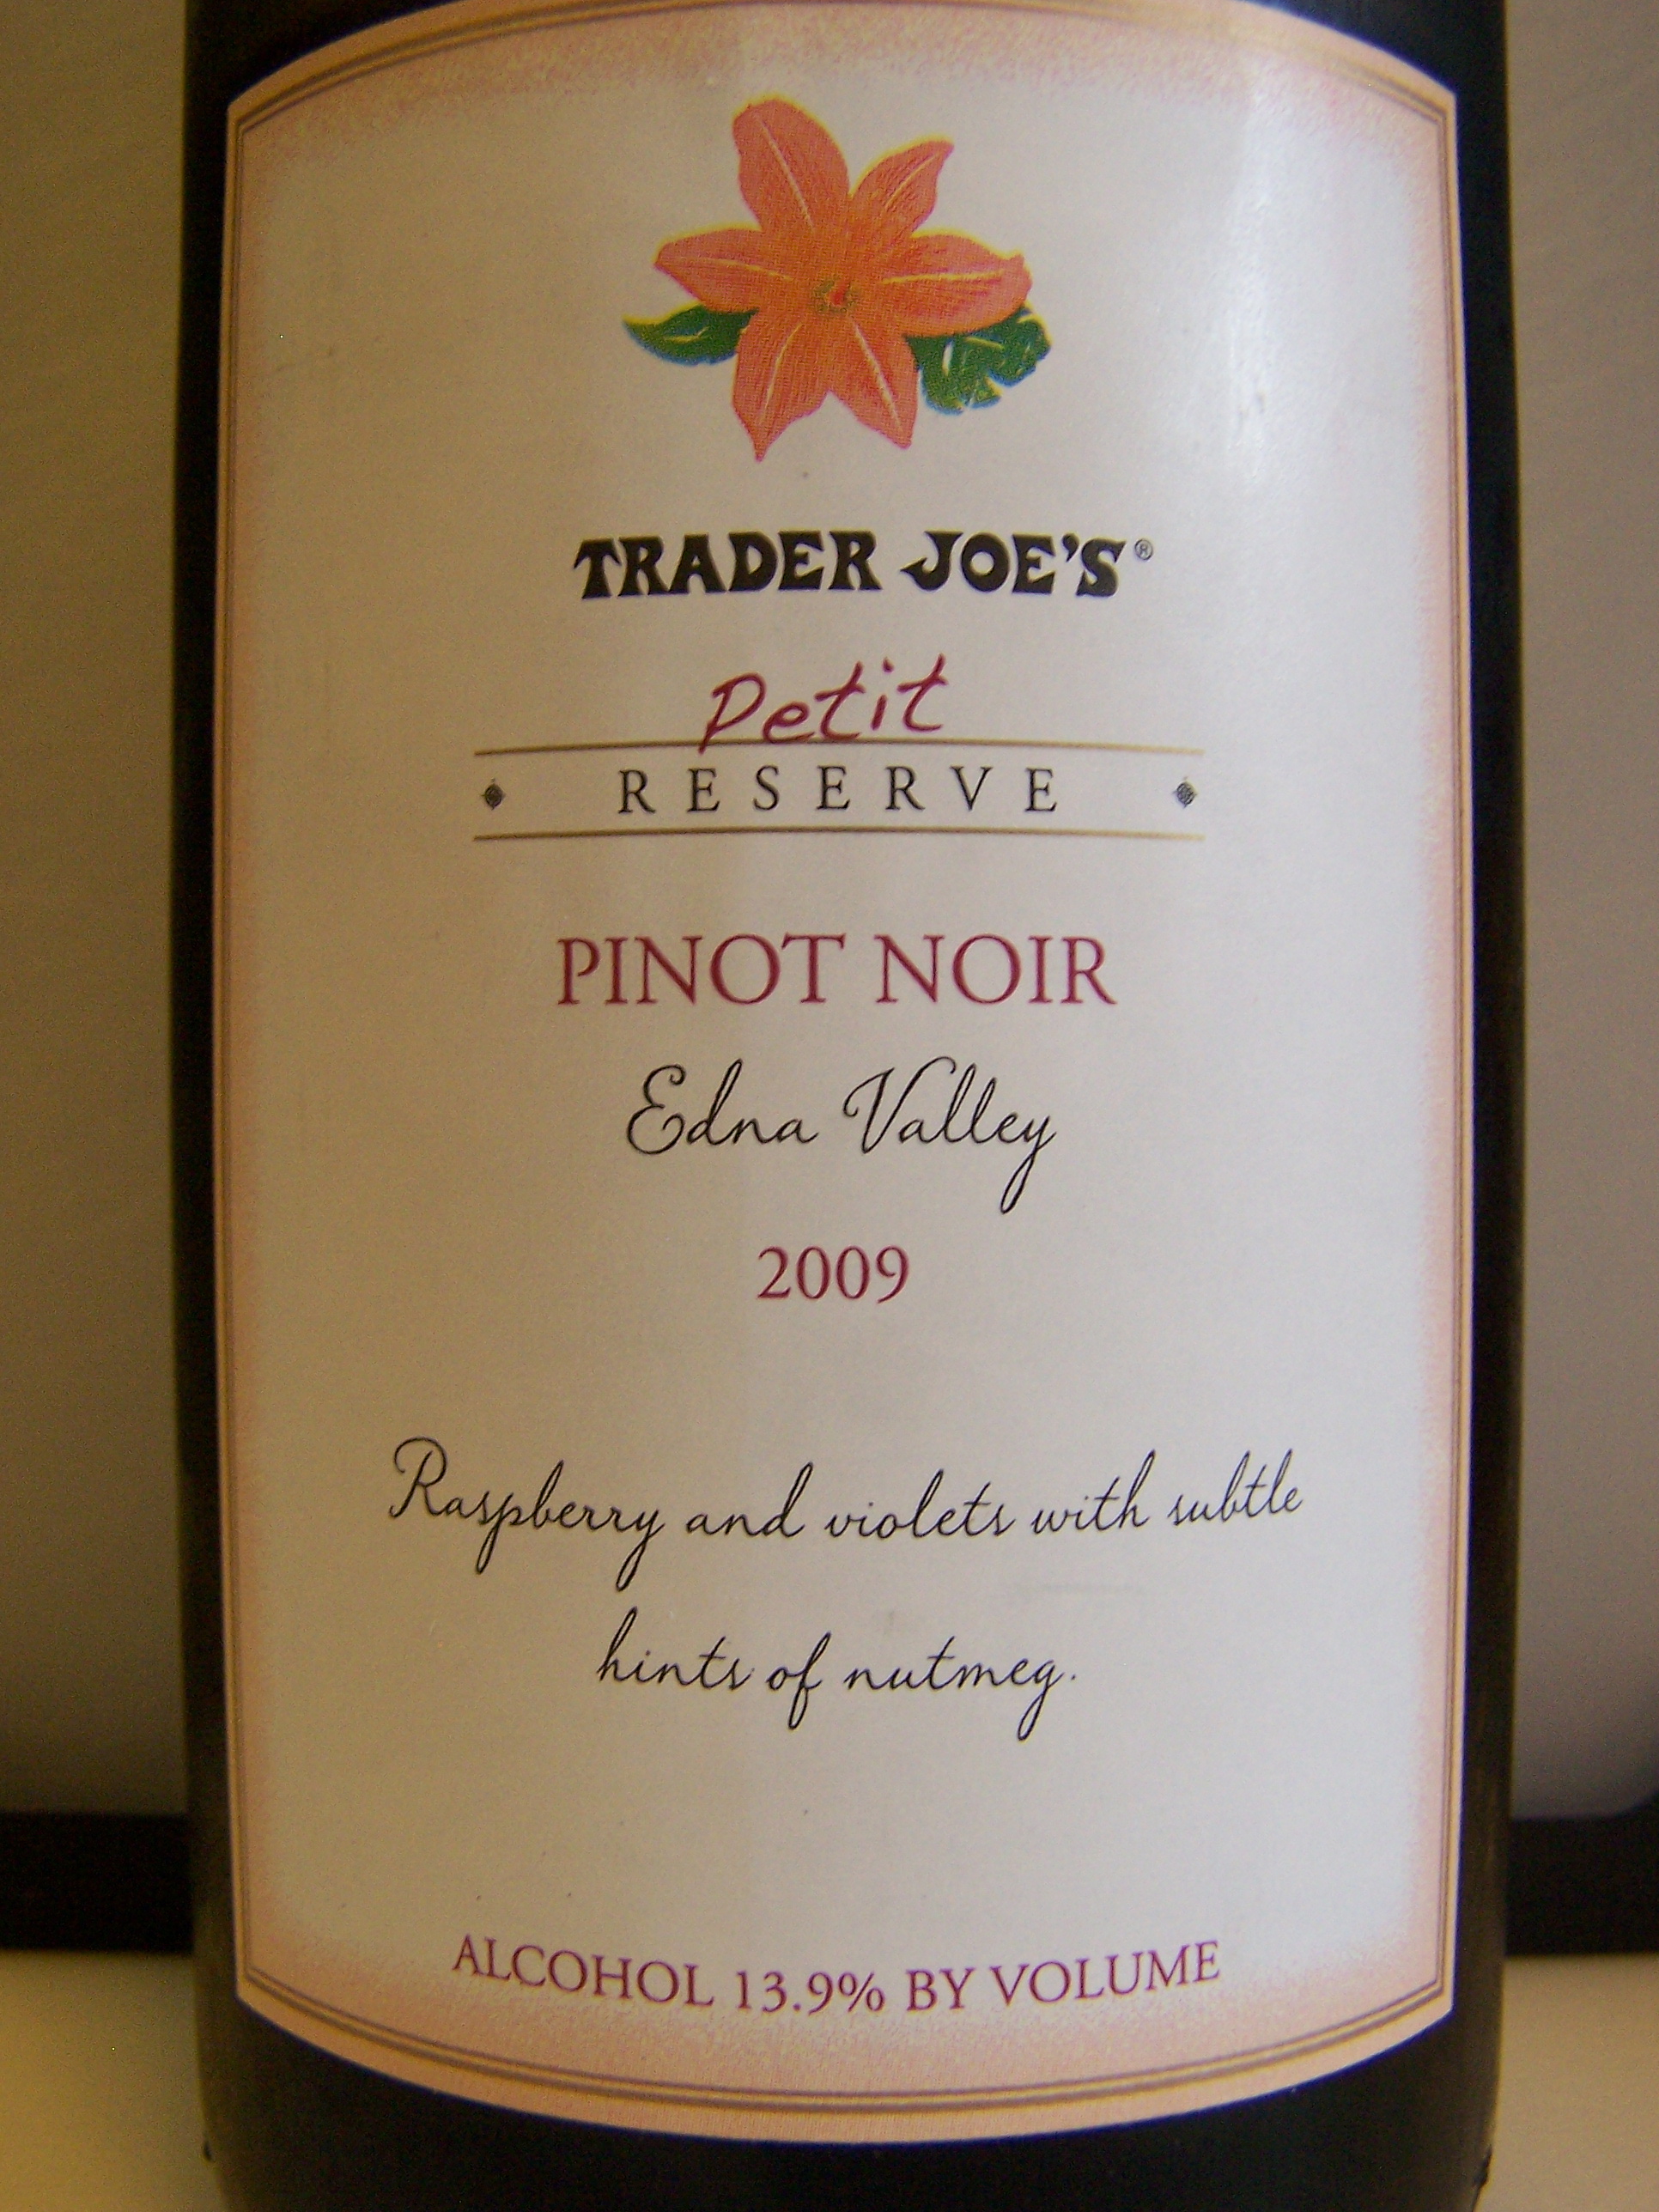 TRADER JOE'S®
Petit
RESERVE
PINOT NOIR
Edna Valley
2009
Raspberry and violets with subtle
hints of nutmeg.
ALCOHOL 13.9% BY VOLUME